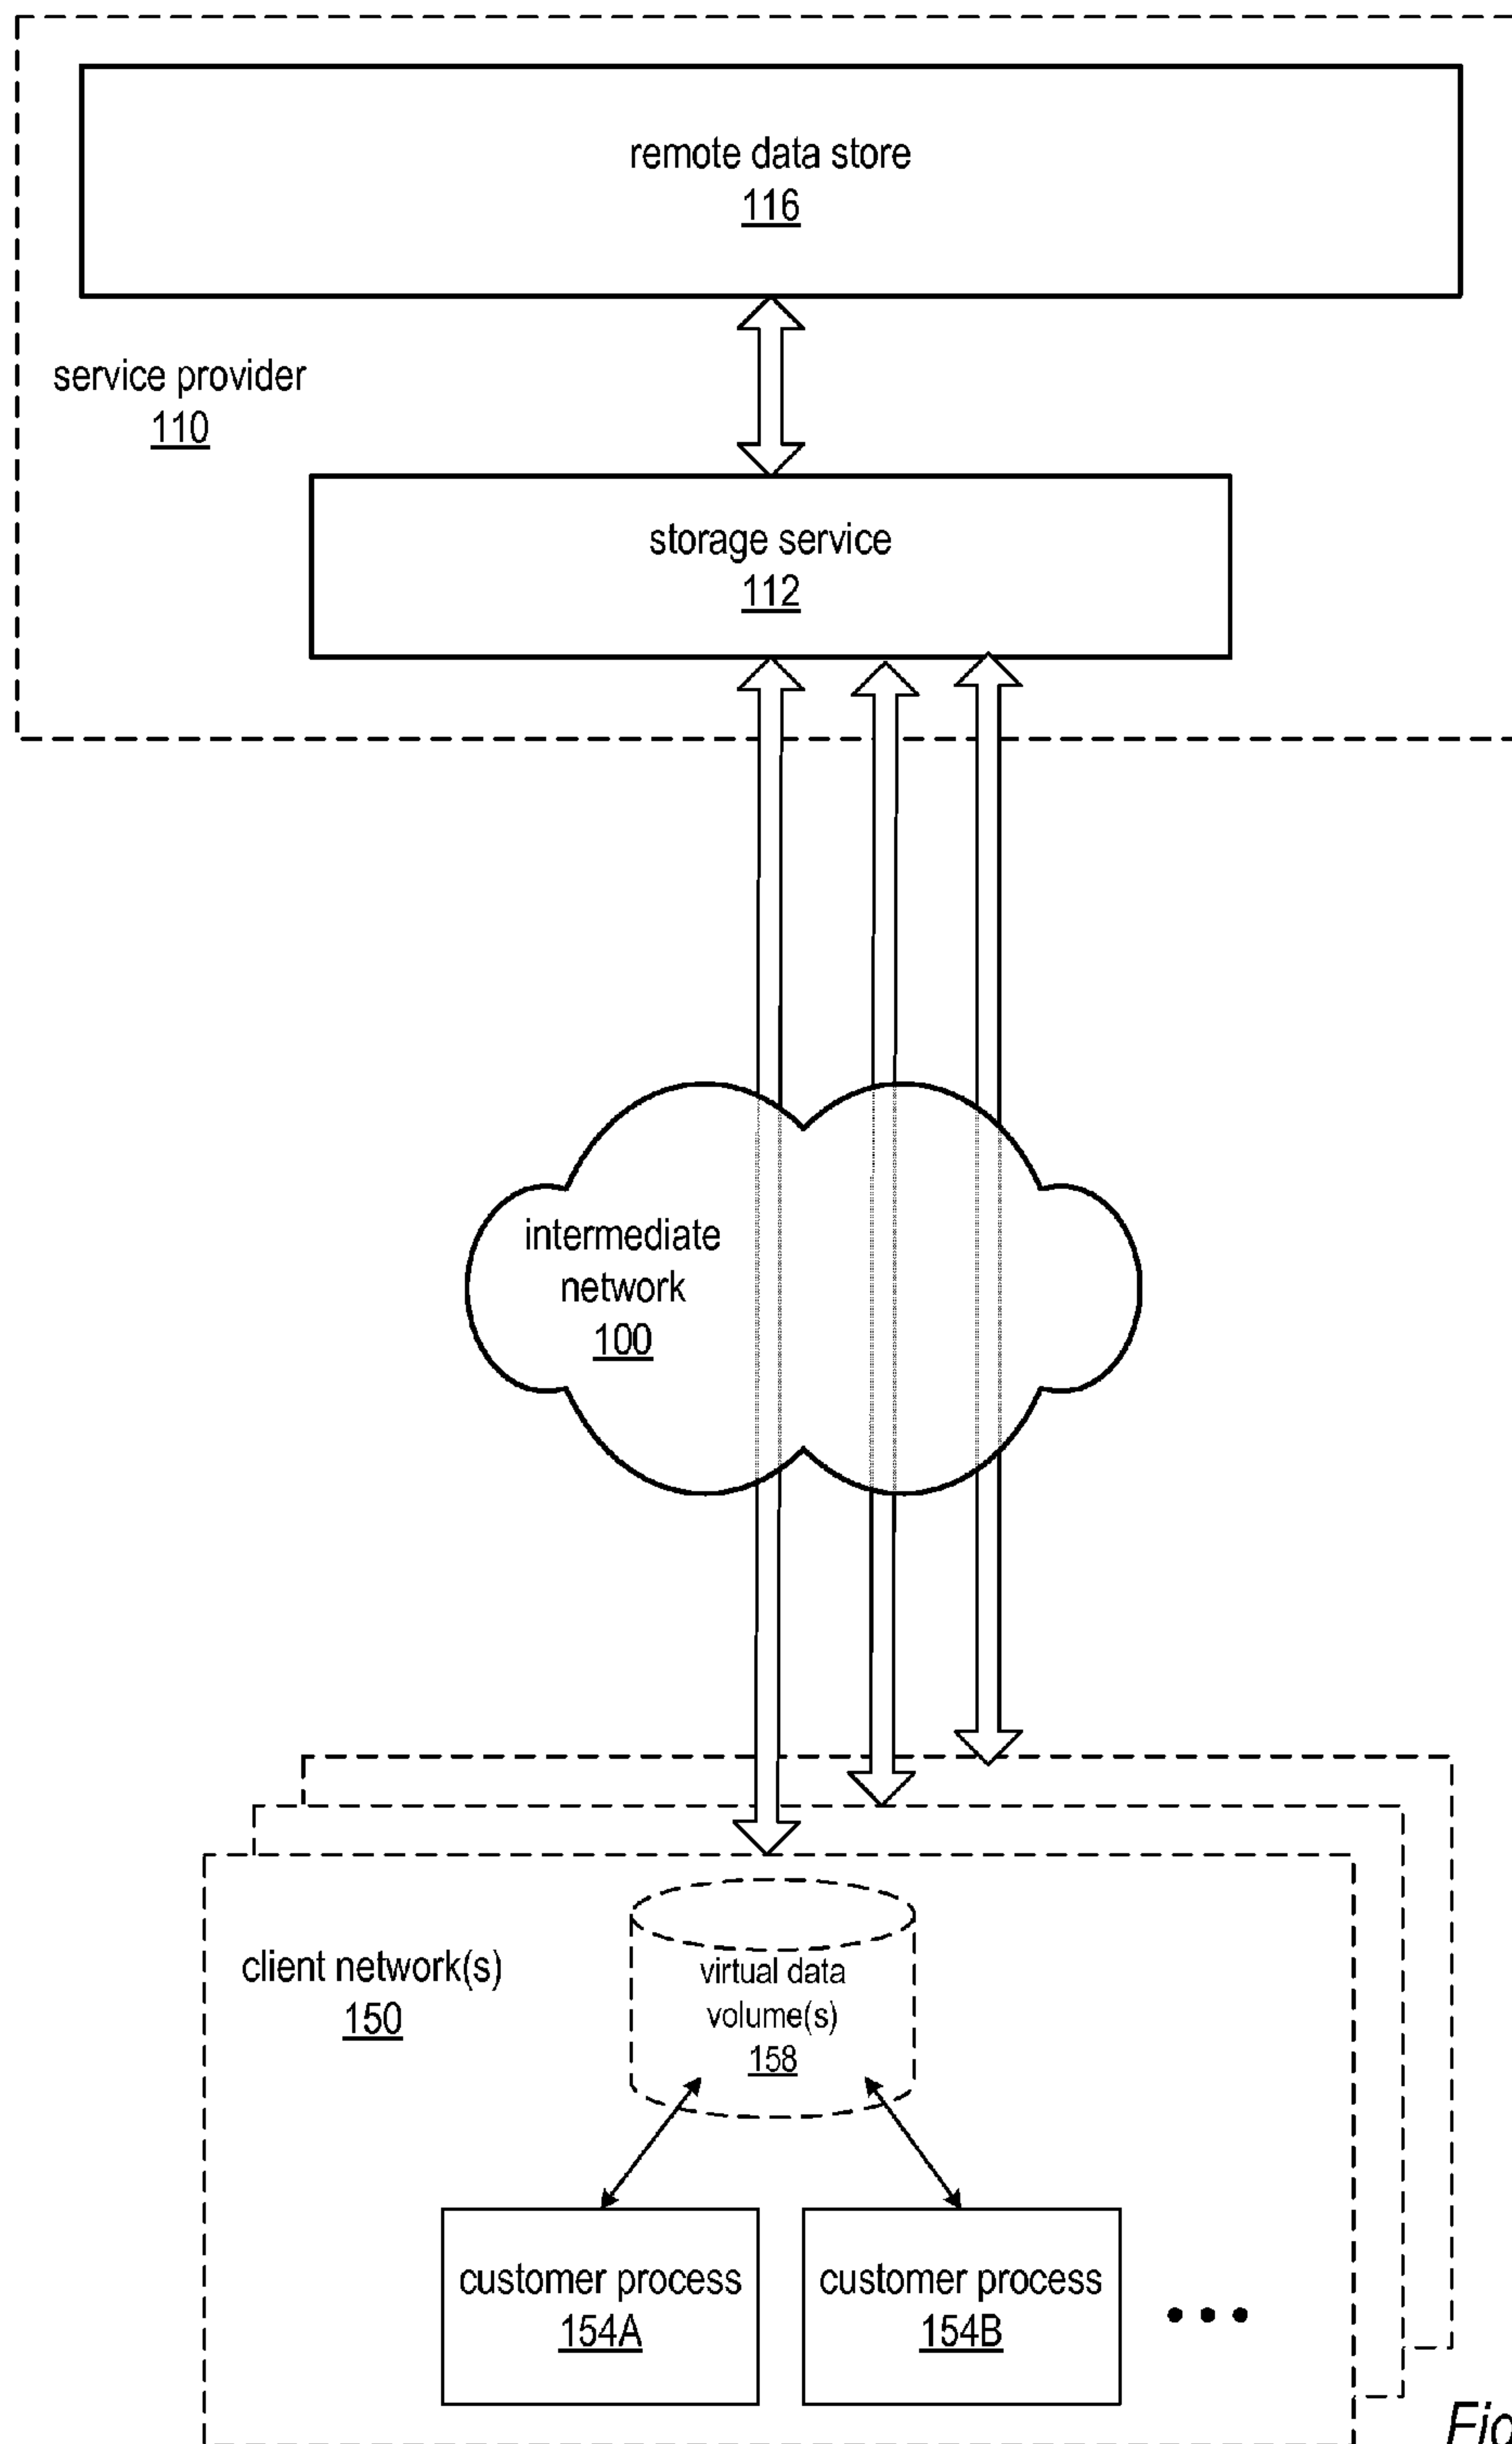 remote data store
116
service provider
110
storage service
112
intermediate
network
100
client network(s)
150
virtual data
volume(s)
158
customer process
154A
customer process
154B